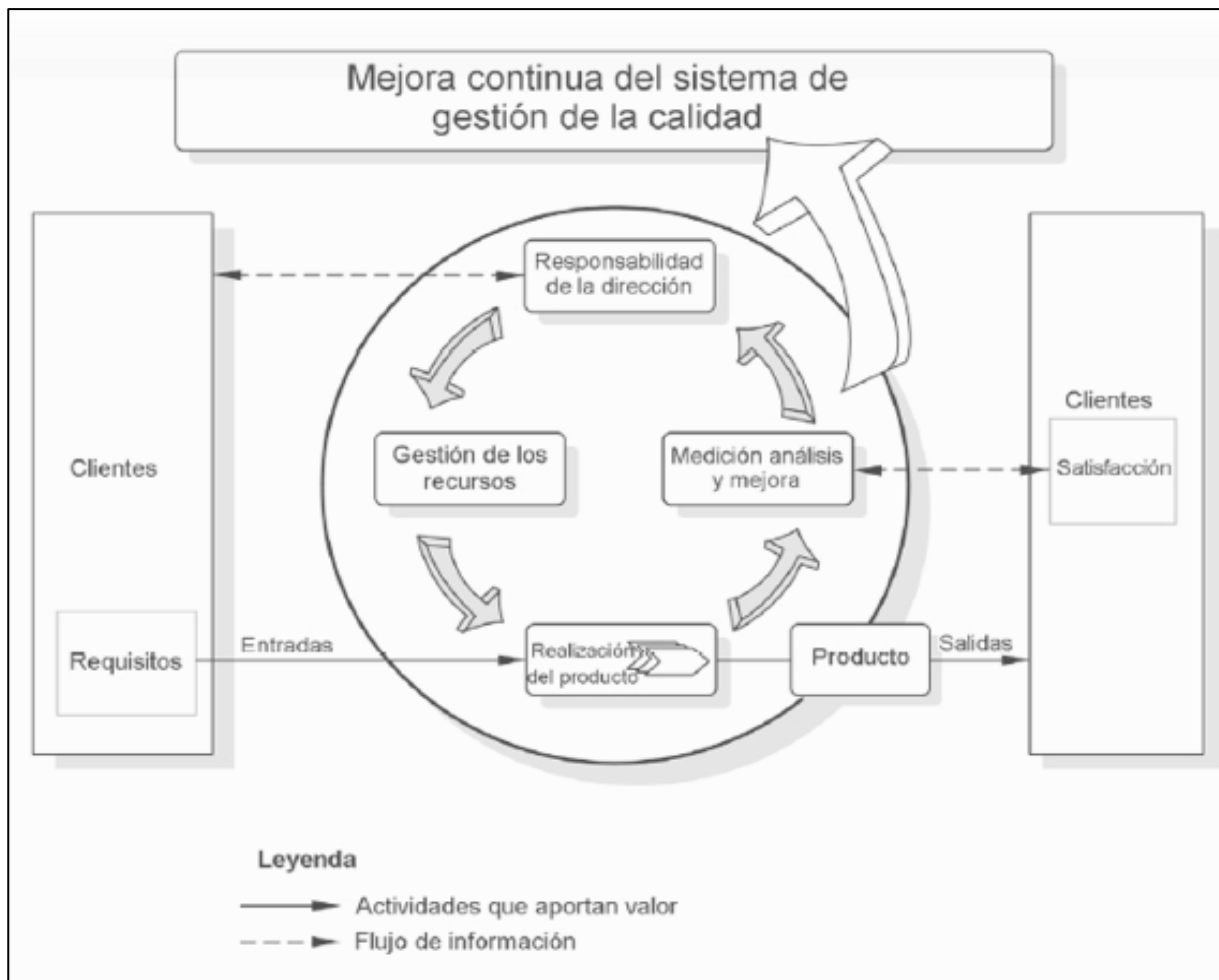 Mejora continua del sistema de
gestión de la calidad
Responsabilidad
de la dirección
Clientes
Gestión de los
recursos
Medición análisis
y mejora
Clientes
Satisfacción
Requisitos
Entradas
Realización
del producto
Producto
Salidas
Leyenda
Actividades que aportan valor
Flujo de información